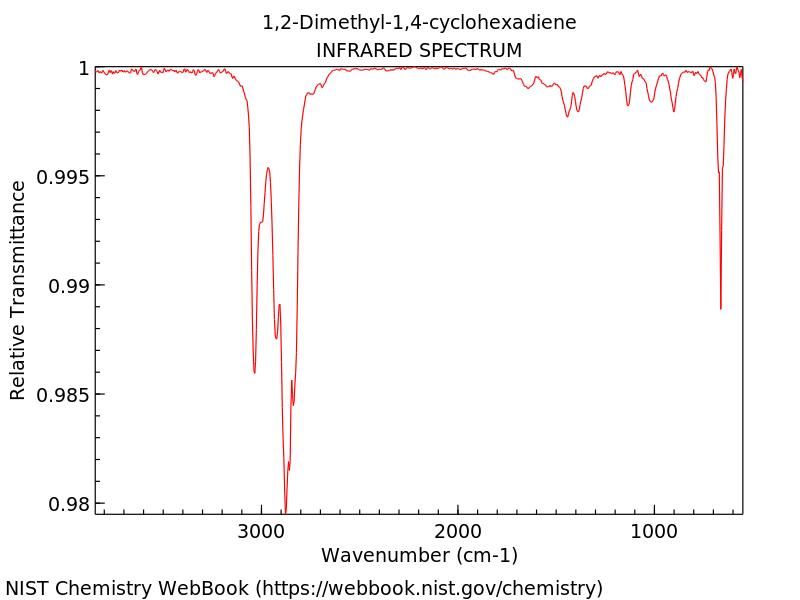 1,2-Dimethyl-1,4-cyclohexadiene
INFRARED SPECTRUM
1
0.995
0.99
0.985
0.98
Relative Transmittance
3000 2000 1000
Wavenumber (cm-1)
NIST Chemistry WebBook (https://webbook.nist.gov/chemistry)